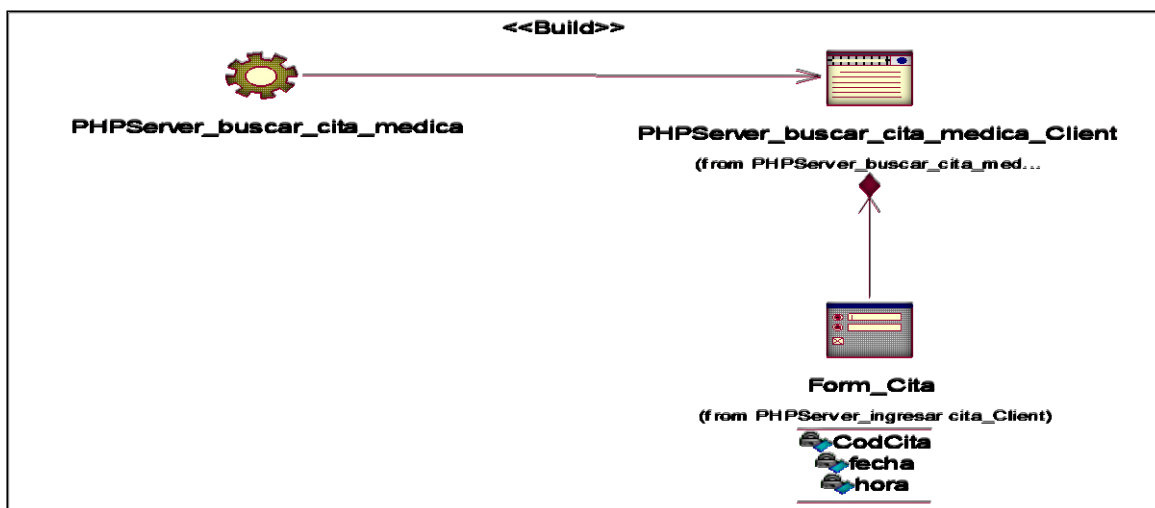 <<Build>>
PHPServer_buscar_cita_medica
PHPServer_buscar_cita_medica_Client
(from PHPServer_buscar_cita_med...
Form_Cita
(from PHPServer_ingresar cita_Client)
CodCita
fecha
hora